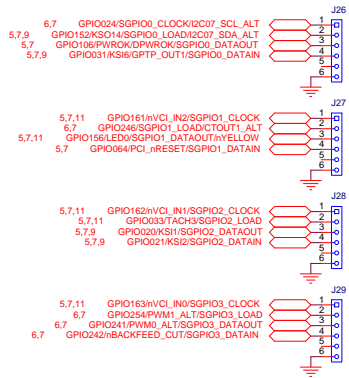 J26
6,7 GPIO024/SGPIO0_CLOCK/I2C07_SCL_ALT 1
5,7,9 GPIO152/KSO14/SGPIO0_LOAD/I2C07_SDA_ALT 2
5,7 GPIO106/PWROK/DPWROK/SGPIO0_DATAOUT 3
5,7,9 GPIO031/KSI6/GPTP_OUT1/SGPIO0_DATAIN 4
5
6
J27
5,7,11 GPIO161/nVCI_IN2/SGPIO1_CLOCK 1
6,7 GPIO246/SGPIO1_LOAD/CTOUT1_ALT 2
5,7,11 GPIO156/LED0/SGPIO1_DATAOUT/nYELLOW 3
5,7 GPIO064/PCI_nRESET/SGPIO1_DATAIN 4
5
6
J28
5,7,11 GPIO162/nVCI_IN1/SGPIO2_CLOCK 1
5,7,11 GPIO033/TACH3/SGPIO2_LOAD 2
5,7,9 GPIO020/KSI1/SGPIO2_DATAOUT 3
5,7,9 GPIO021/KSI2/SGPIO2_DATAIN 4
5
6
J29
5,7,11 GPIO163/nVCI_IN0/SGPIO3_CLOCK 1
6,7 GPIO254/PWM1_ALT/SGPIO3_LOAD 2
6,7 GPIO241/PWM0_ALT/SGPIO3_DATAOUT 3
6,7 GPIO242/nBACKFEED_CUT/SGPIO3_DATAIN 4
5
6